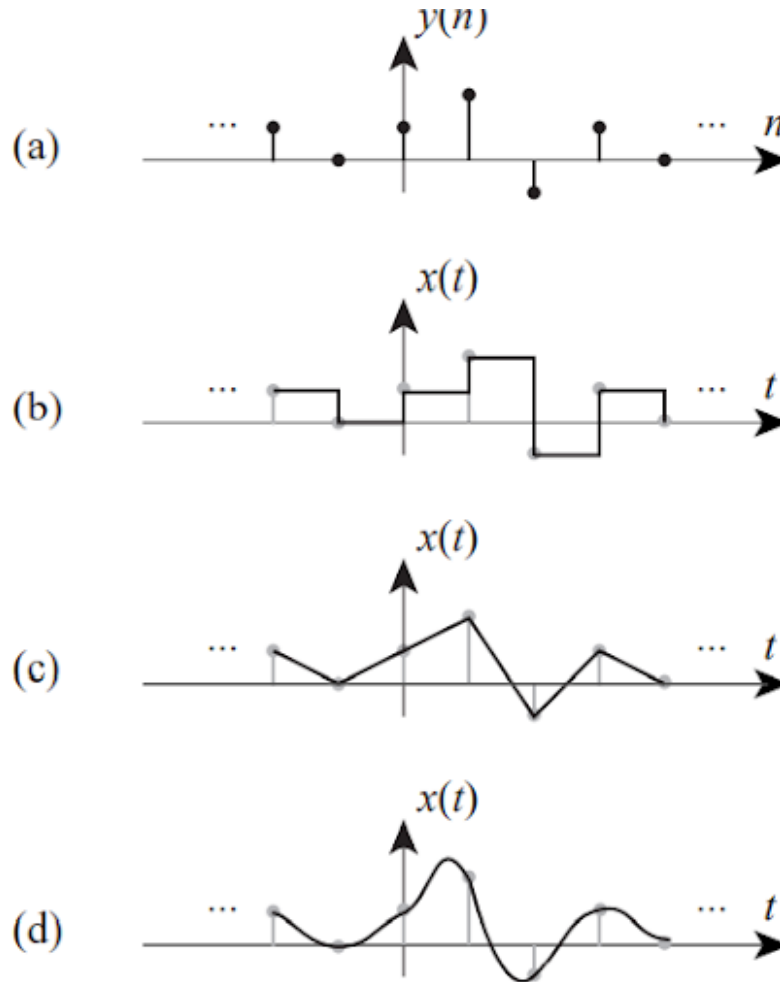 y(n)
(a) ... ... n
x(t)
(b) ... ... t
x(t)
(c) ... ... t
x(t)
(d) ... ... t